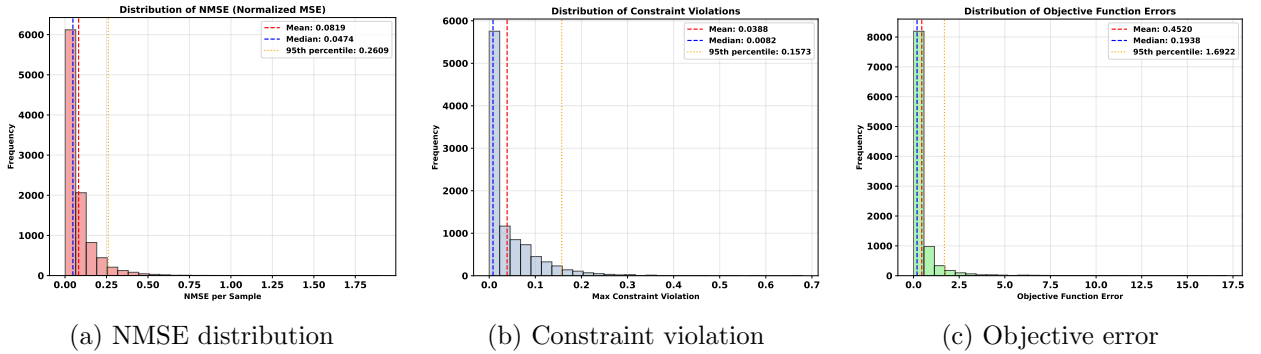 Distribution of NMSE (Normalized MSE)
Mean: 0.0819
Median: 0.0474
95th percentile: 0.2609
Frequency
6000
5000
4000
3000
2000
1000
0
0.00 0.25 0.50 0.75 1.00 1.25 1.50 1.75
NMSE per Sample
(a) NMSE distribution
Distribution of Constraint Violations
Mean: 0.0388
Median: 0.0082
95th percentile: 0.1573
Frequency
6000
5000
4000
3000
2000
1000
0
0.0 0.1 0.2 0.3 0.4 0.5 0.6 0.7
Max Constraint Violation
(b) Constraint violation
Distribution of Objective Function Errors
Mean: 0.4520
Median: 0.1938
95th percentile: 1.6922
Frequency
8000
7000
6000
5000
4000
3000
2000
1000
0
0.0 2.5 5.0 7.5 10.0 12.5 15.0 17.5
Objective Function Error
(c) Objective error